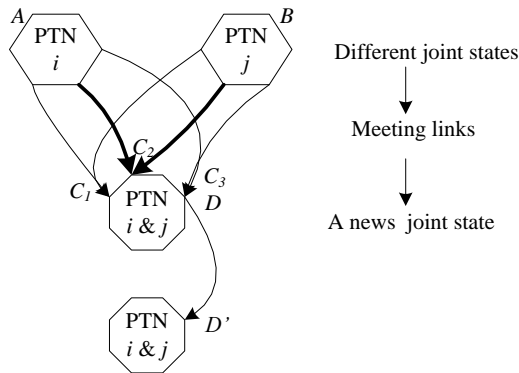 A
PTN
i
B
PTN
j
Different joint states
Meeting links
A news joint state
C1
C2
C3
D
PTN
i & j
D’
PTN
i & j